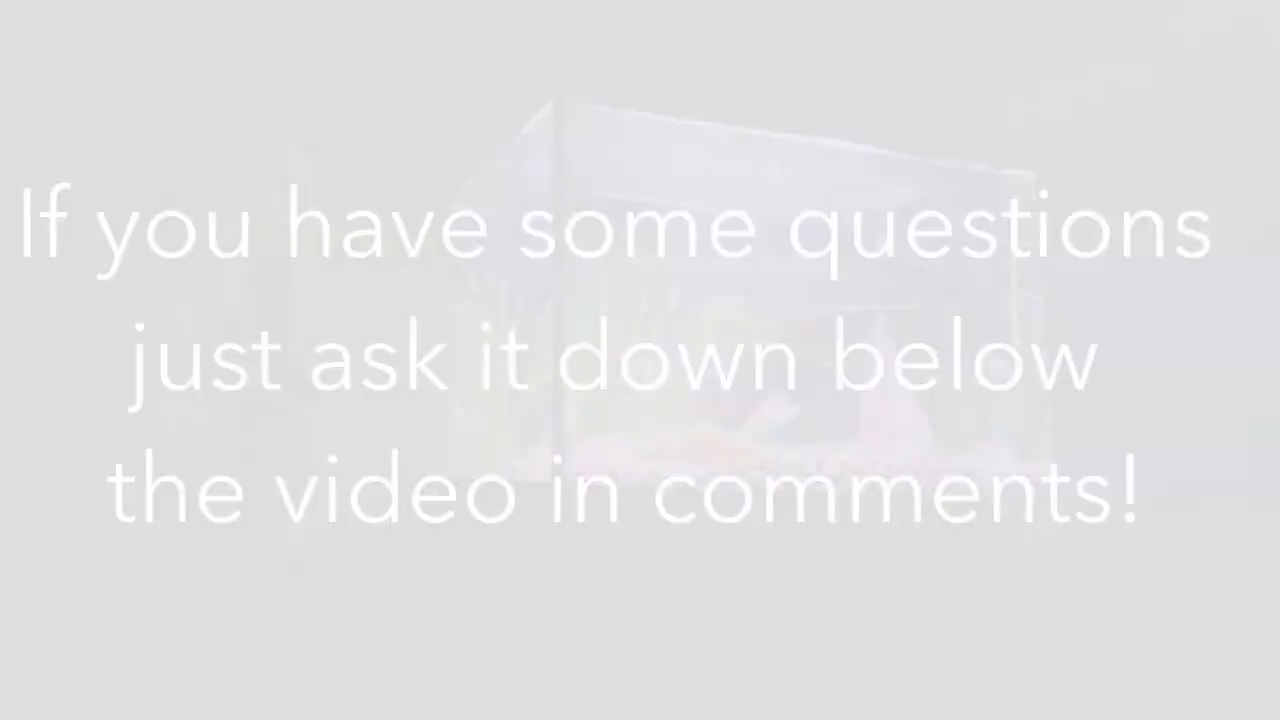 If you have some questions
just ask it down below
the video in comments!